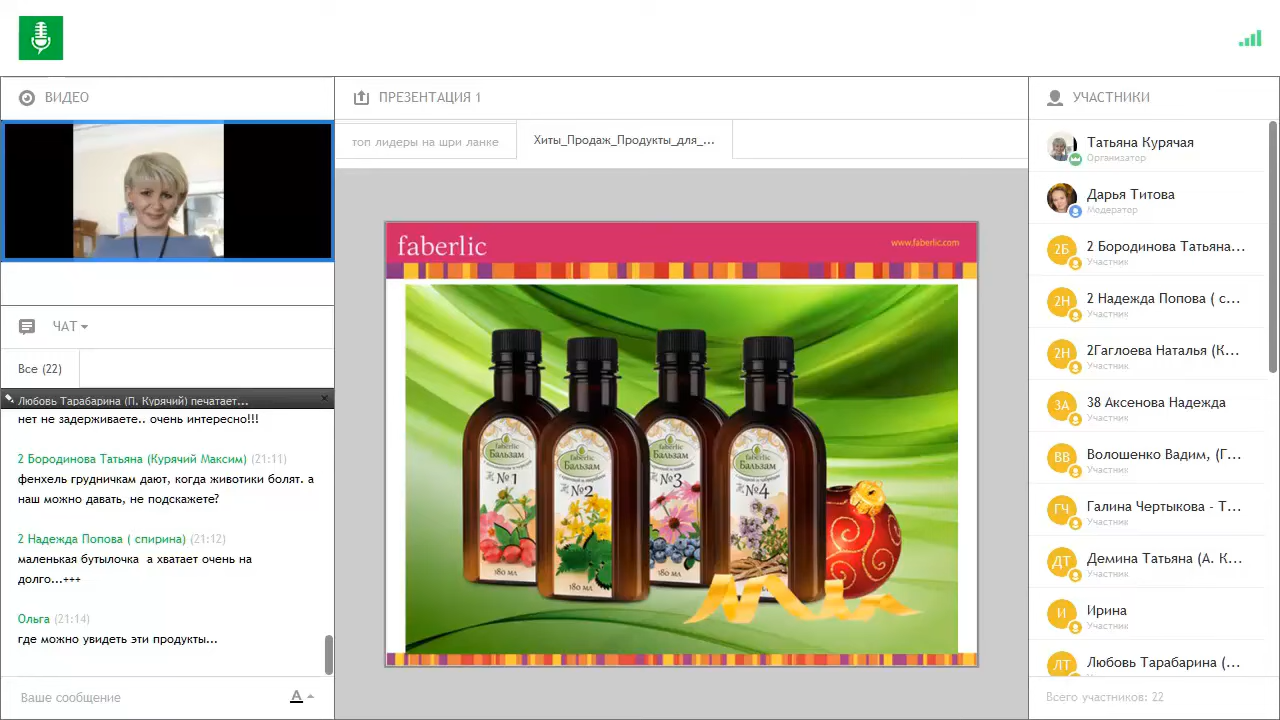 ВИДЕО
ПРЕЗЕНТАЦИЯ 1
УЧАСТНИКИ
топ лидеры на шри ланке
Хиты_Продаж_Продукты_для_...
faberlic
www.faberlic.com
faberlic
Бальзам
№1
180 мл
faberlic
Бальзам
№2
180 мл
faberlic
Бальзам
№3
180 мл
faberlic
Бальзам
№4
180 мл
ЧАТ
Все (22)
Любовь Тарабарина (П. Курячий) печатает...
нет не задерживаете.. очень интересно!!!
2 Бородинова Татьяна (Курячий Максим) (21:11)
фенхель грудничкам дают, когда животики болят. а
наш можно давать, не подскажете?
2 Надежда Попова ( спирина) (21:12)
маленькая бутылочка а хватает очень на
долго...+++
Ольга (21:14)
где можно увидеть эти продукты...
Ваше сообщение
A
Татьяна Курячая
Организатор
Дарья Титова
Модератор
2Б
2 Бородинова Татьяна...
Участник
2Н
2 Надежда Попова ( с...
Участник
2Н
2Гаглоева Наталья (К...
Участник
3А
38 Аксенова Надежда
Участник
ВВ
Волошенко Вадим, (Г...
Участник
ГЧ
Галина Чертыкова - Т...
Участник
ДТ
Демина Татьяна (А. К...
Участник
И
Ирина
Участник
ЛТ
Любовь Тарабарина (...
Всего участников: 22